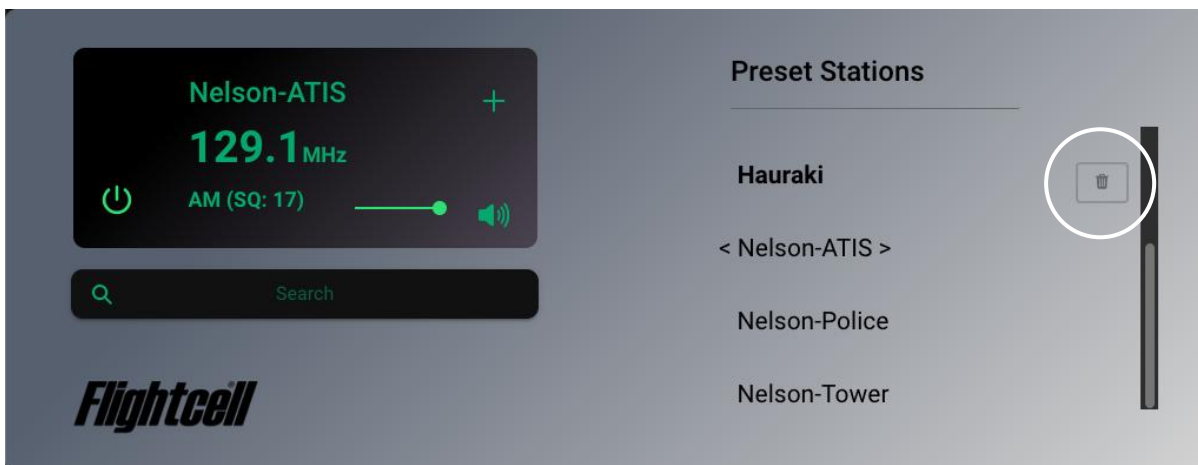 Nelson-ATIS
129.1MHz
AM (SQ: 17)
Search
Flightcell
Preset Stations
Hauraki
< Nelson-ATIS >
Nelson-Police
Nelson-Tower